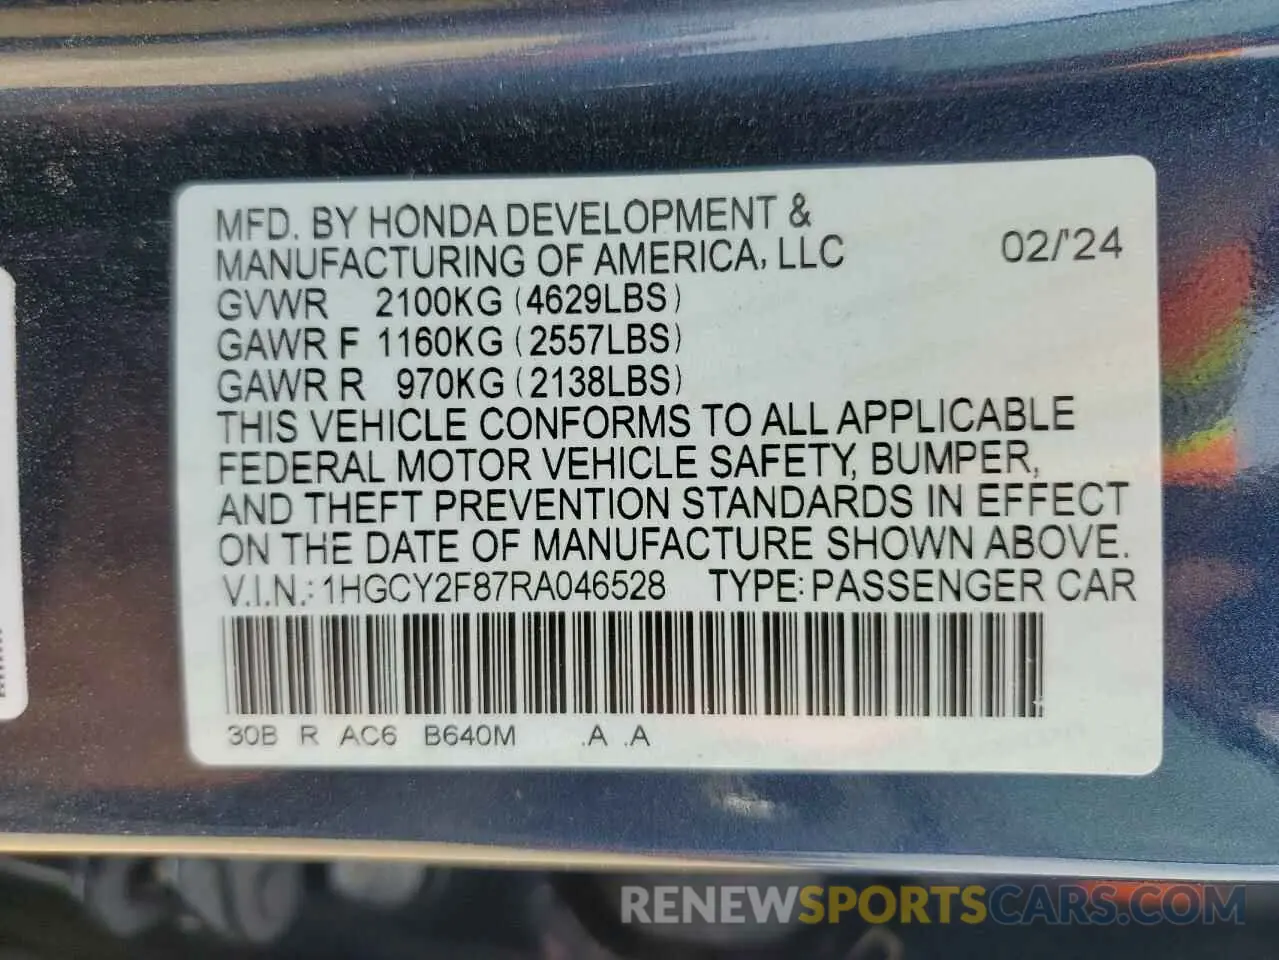 MFD. BY HONDA DEVELOPMENT &
MANUFACTURING OF AMERICA, LLC 02/'24
GVWR 2100KG (4629LBS)
GAWR F 1160KG (2557LBS)
GAWR R 970KG (2138LBS)
THIS VEHICLE CONFORMS TO ALL APPLICABLE
FEDERAL MOTOR VEHICLE SAFETY, BUMPER,
AND THEFT PREVENTION STANDARDS IN EFFECT
ON THE DATE OF MANUFACTURE SHOWN ABOVE.
V.I.N.: 1HGCY2F87RA046528 TYPE: PASSENGER CAR
30B R AC6 B640M .A .A
RENEWSPORTSCARS.COM